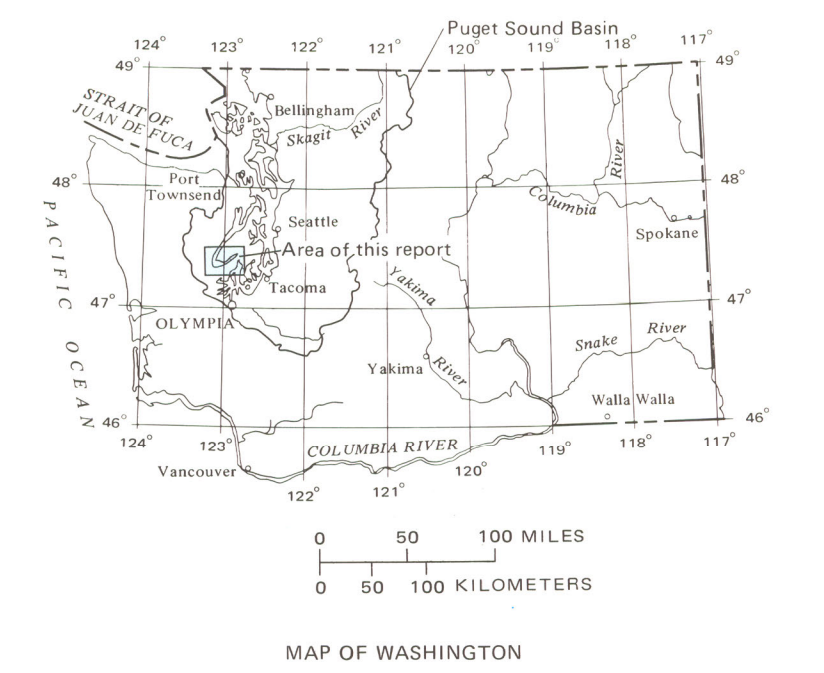 Puget Sound Basin
124° 123° 122° 121° 120° 119° 118° 117°
49° 49°
STRAIT OF
JUAN DE FUCA
Bellingham
Skagit River
River
48° 48°
Port
Townsend
Columbia
PACIFIC OCEAN
Seattle
Spokane
Area of this report
Yakima River
Tacoma
47° 47°
OLYMPIA
Snake River
Yakima
Walla Walla
46° 46°
124° 123° 122° 121° 120° 119° 118° 117°
COLUMBIA RIVER
Vancouver
0 50 100 MILES
0 50 100 KILOMETERS
MAP OF WASHINGTON